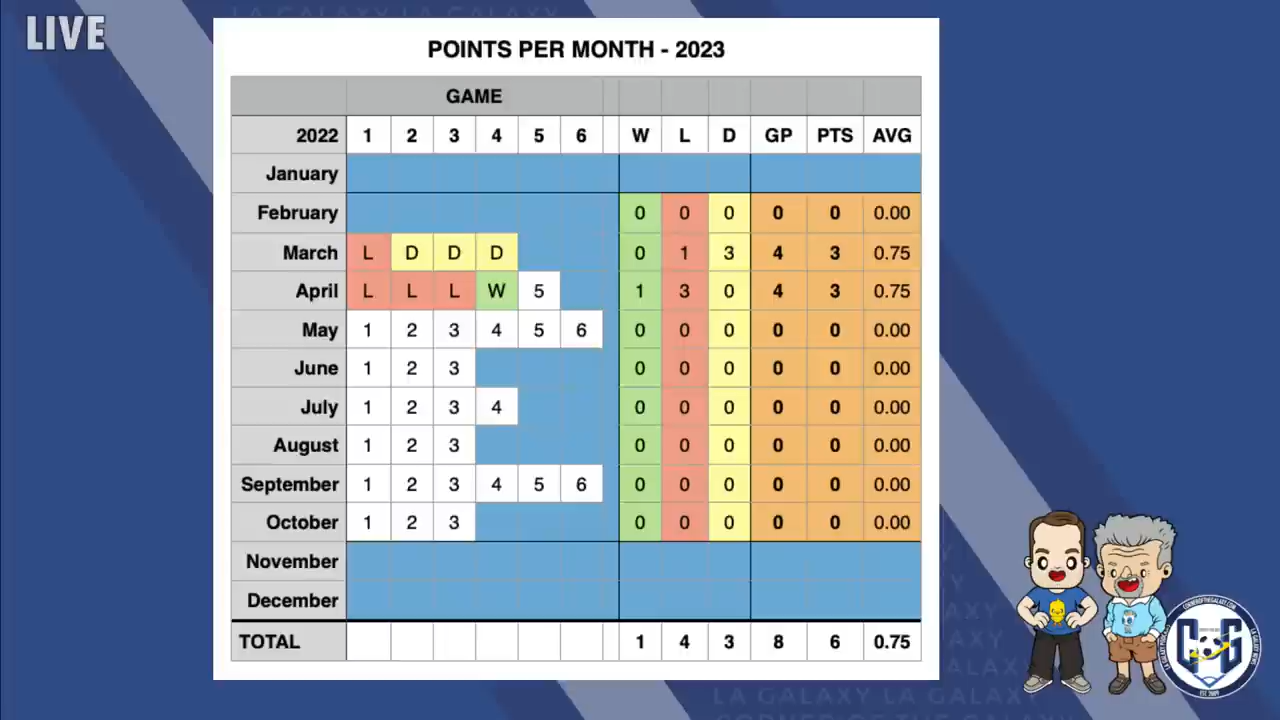 LIVE
POINTS PER MONTH - 2023
GAME
2022 1 2 3 4 5 6 W L D GP PTS AVG
January
February 0 0 0 0 0 0.00
March L D D D 0 1 3 4 3 0.75
April L L L W 5 1 3 0 4 3 0.75
May 1 2 3 4 5 6 0 0 0 0 0 0.00
June 1 2 3 0 0 0 0 0 0.00
July 1 2 3 4 0 0 0 0 0 0.00
August 1 2 3 0 0 0 0 0 0.00
September 1 2 3 4 5 6 0 0 0 0 0 0.00
October 1 2 3 0 0 0 0 0 0.00
November
December
TOTAL 1 4 3 8 6 0.75
LA GALAXY LA GALAXY